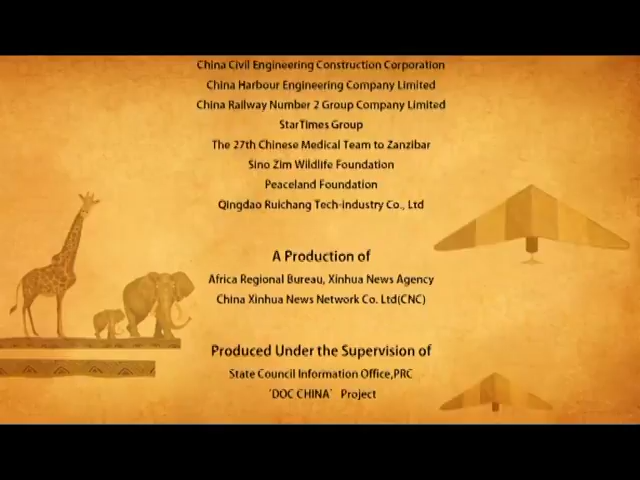 China Civil Engineering Construction Corporation
China Harbour Engineering Company Limited
China Railway Number 2 Group Company Limited
StarTimes Group
The 27th Chinese Medical Team to Zanzibar
Sino Zim Wildlife Foundation
Peaceland Foundation
Qingdao Ruichang Tech-industry Co., Ltd
A Production of
Africa Regional Bureau, Xinhua News Agency
China Xinhua News Network Co. Ltd(CNC)
Produced Under the Supervision of
State Council Information Office,PRC
'DOC CHINA' Project